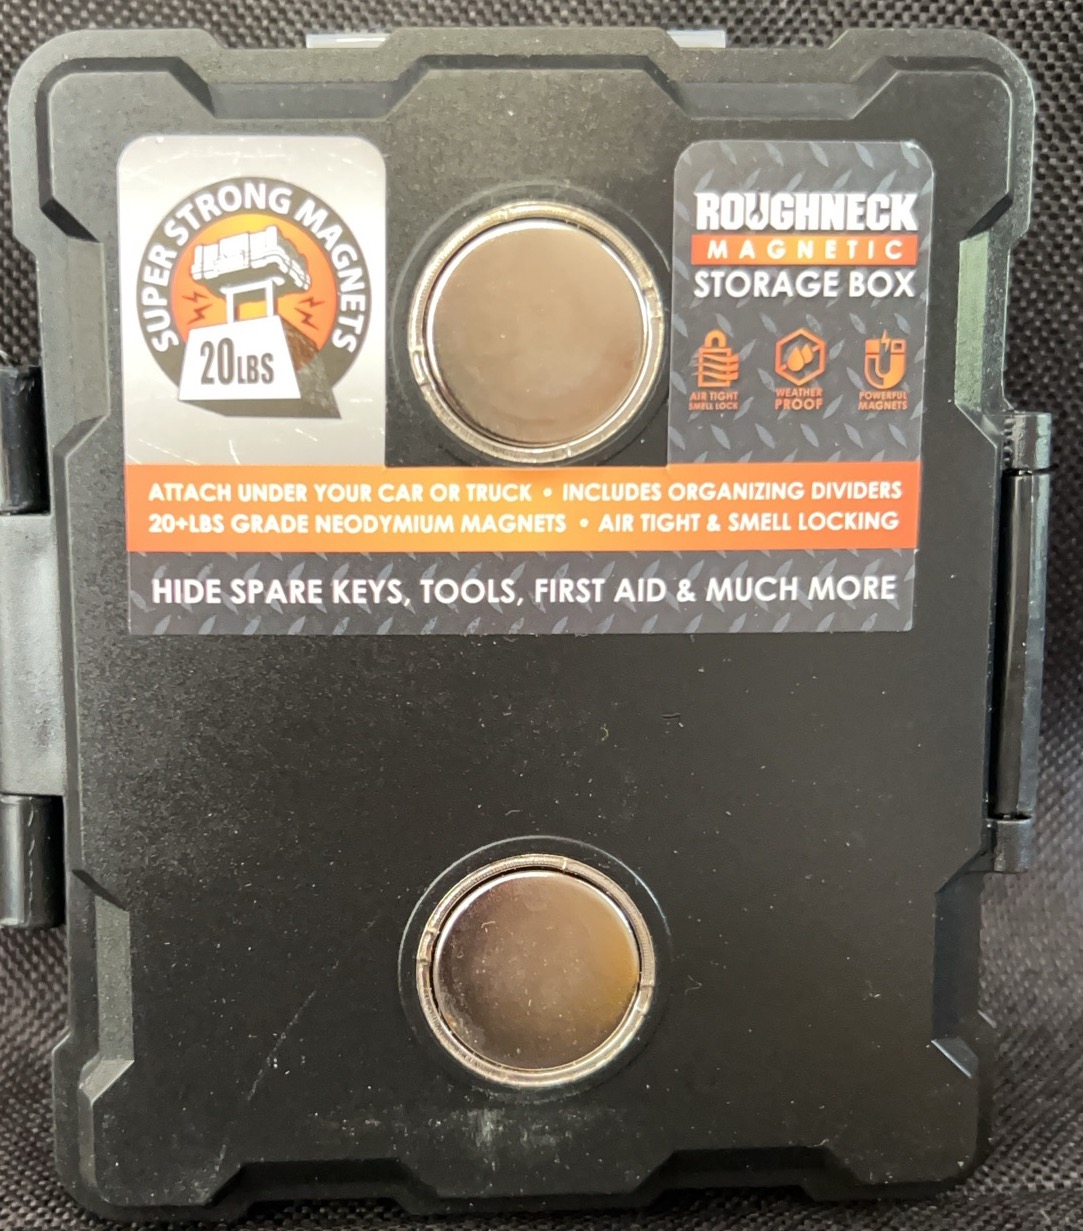 SUPER STRONG MAGNETS
20LBS
ROUGHNECK
MAGNETIC
STORAGE BOX
AIR TIGHT
SMELL LOCK
WEATHER
PROOF
POWERFUL
MAGNETS
ATTACH UNDER YOUR CAR OR TRUCK • INCLUDES ORGANIZING DIVIDERS
20+LBS GRADE NEODYMIUM MAGNETS • AIR TIGHT & SMELL LOCKING
HIDE SPARE KEYS, TOOLS, FIRST AID & MUCH MORE